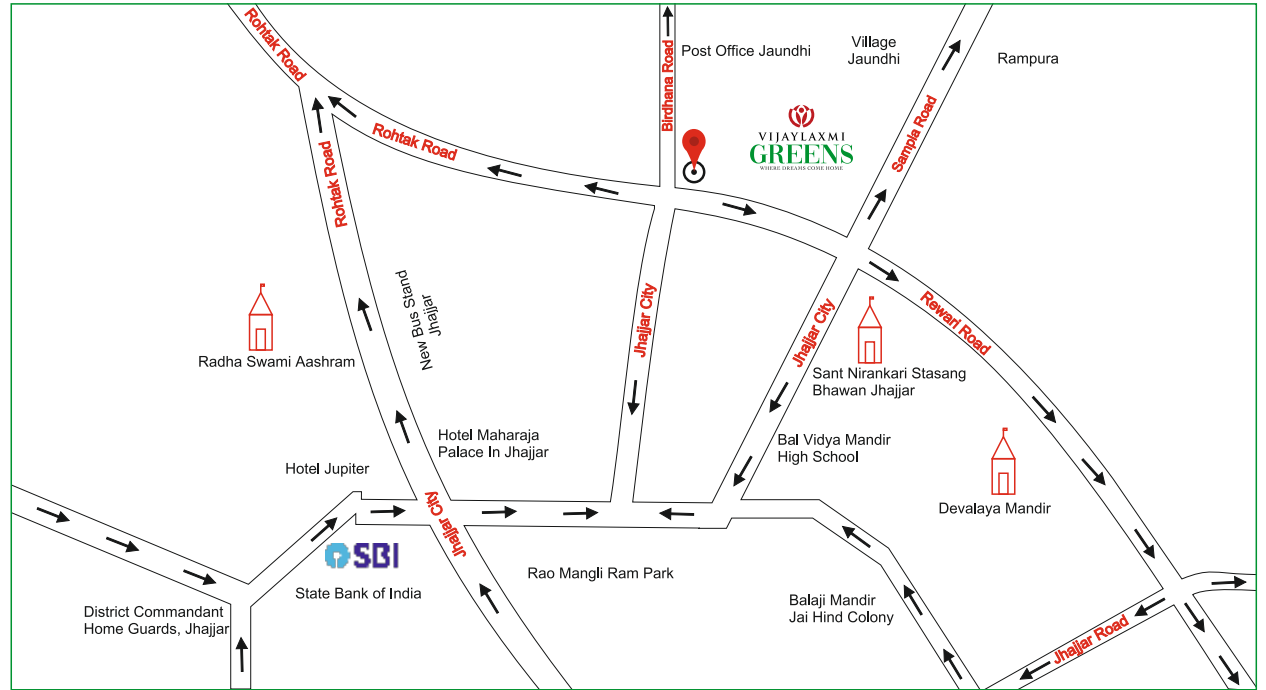 Rohtak Road
Birdhana Road
Post Office Jaundhi
Village
Jaundhi
Rampura
Rohtak Road
Rohtak Road
VIJAYLAXMI
GREENS
WHERE DREAMS COME HOME
Sampla Road
New Bus Stand
Jhajjar
Radha Swami Aashram
Jhajjar City
Jhajjar City
Rewari Road
Sant Nirankari Stasang
Bhawan Jhajjar
Hotel Maharaja
Palace In Jhajjar
Bal Vidya Mandir
High School
Hotel Jupiter
Devalaya Mandir
Jhajjar City
SBI
State Bank of India
Rao Mangli Ram Park
District Commandant
Home Guards, Jhajjar
Balaji Mandir
Jai Hind Colony
Jhajjar Road